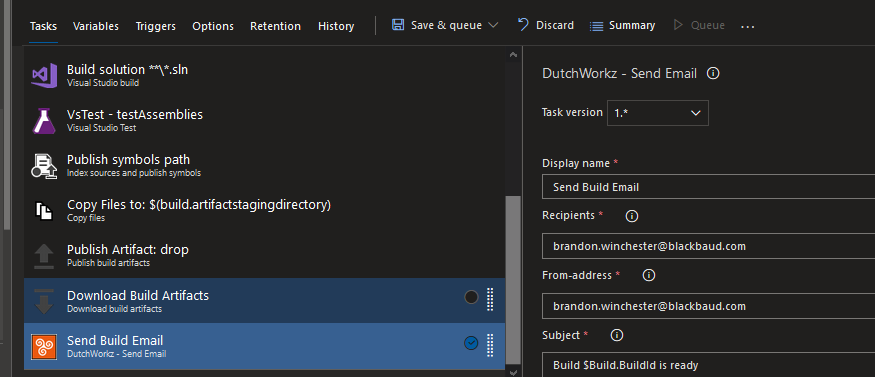 Tasks Variables Triggers Options Retention History Save & queue Discard Summary Queue ...
Build solution **\*.sln
Visual Studio build
VsTest - testAssemblies
Visual Studio Test
Publish symbols path
Index sources and publish symbols
Copy Files to: $(build.artifactstagingdirectory)
Copy files
Publish Artifact: drop
Publish build artifacts
Download Build Artifacts
Download build artifacts
Send Build Email
DutchWorkz - Send Email
DutchWorkz - Send Email
Task version 1.*
Display name *
Send Build Email
Recipients *
brandon.winchester@blackbaud.com
From-address *
brandon.winchester@blackbaud.com
Subject *
Build $Build.BuildId is ready